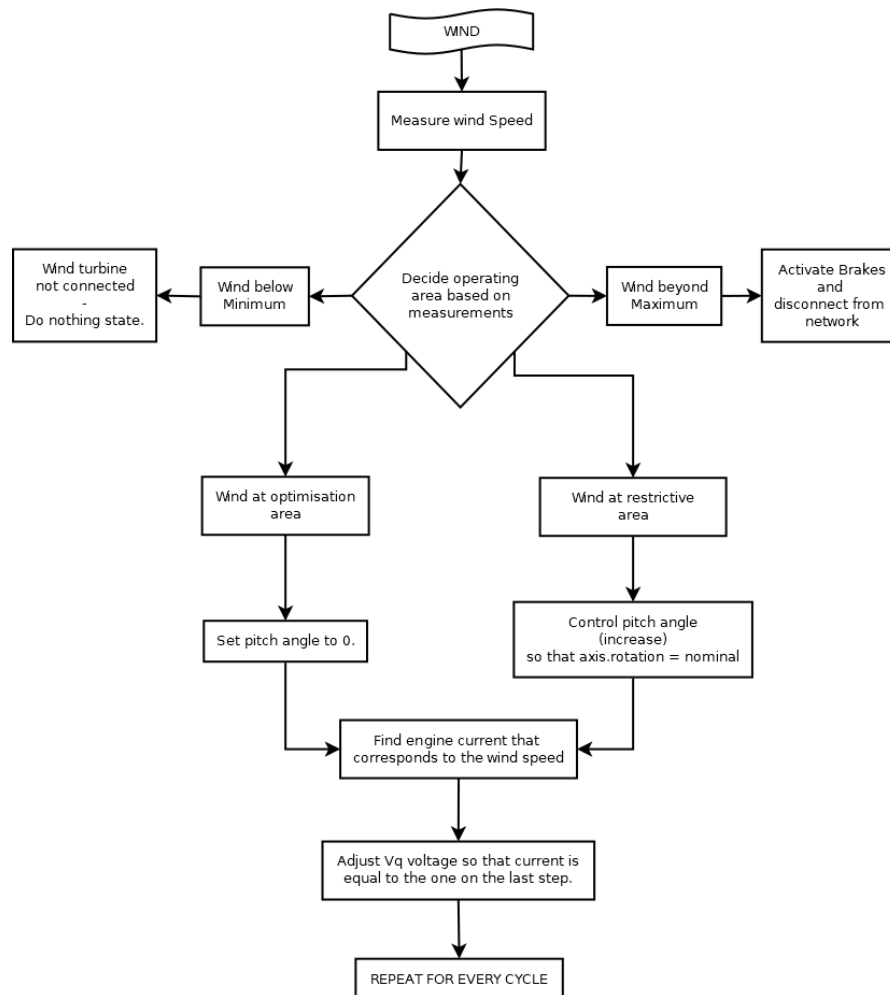 WIND
Measure wind Speed
Decide operating
area based on
measurements
Wind below
Minimum
Wind turbine
not connected
-
Do nothing state.
Wind beyond
Maximum
Activate Brakes
and
disconnect from
network
Wind at optimisation
area
Wind at restrictive
area
Set pitch angle to 0.
Control pitch angle
(increase)
so that axis.rotation = nominal
Find engine current that
corresponds to the wind speed
Adjust Vq voltage so that current is
equal to the one on the last step.
REPEAT FOR EVERY CYCLE